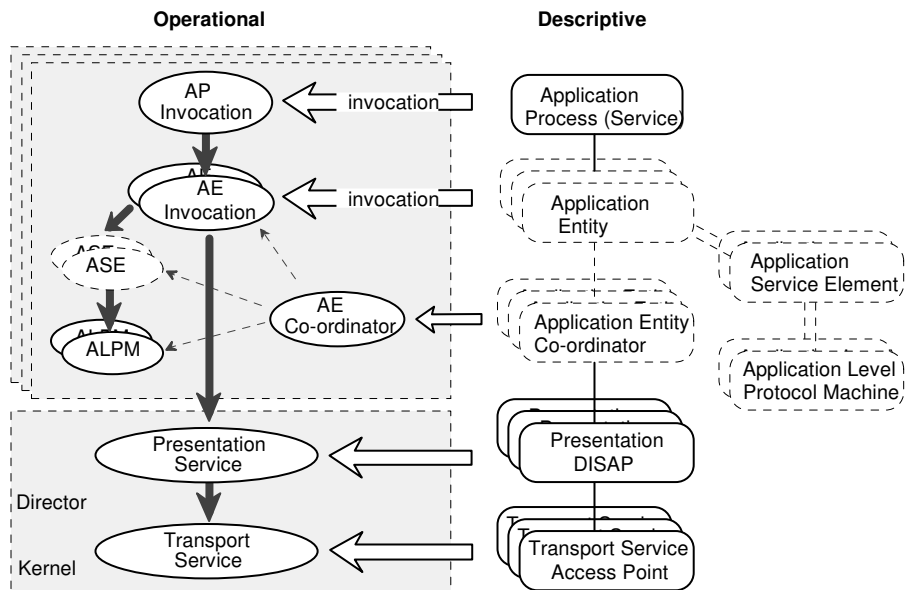 Operational
Descriptive
AP
Invocation
invocation
Application
Process (Service)
AE
Invocation
invocation
Application
Entity
ASE
ASE
Application
Service Element
AE
Co-ordinator
Application Entity
Co-ordinator
ALPM
ALPM
Application Level
Protocol Machine
Presentation
Service
Presentation
DISAP
Director
Transport
Service
Transport Service
Access Point
Kernel